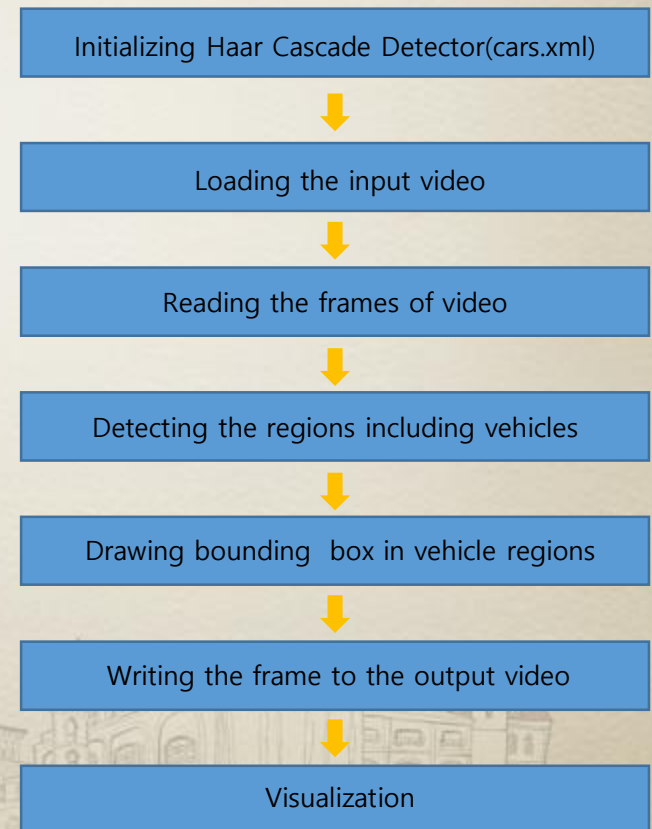 Initializing Haar Cascade Detector(cars.xml)
Loading the input video
Reading the frames of video
Detecting the regions including vehicles
Drawing bounding  box in vehicle regions
Writing the frame to the output video
Visualization